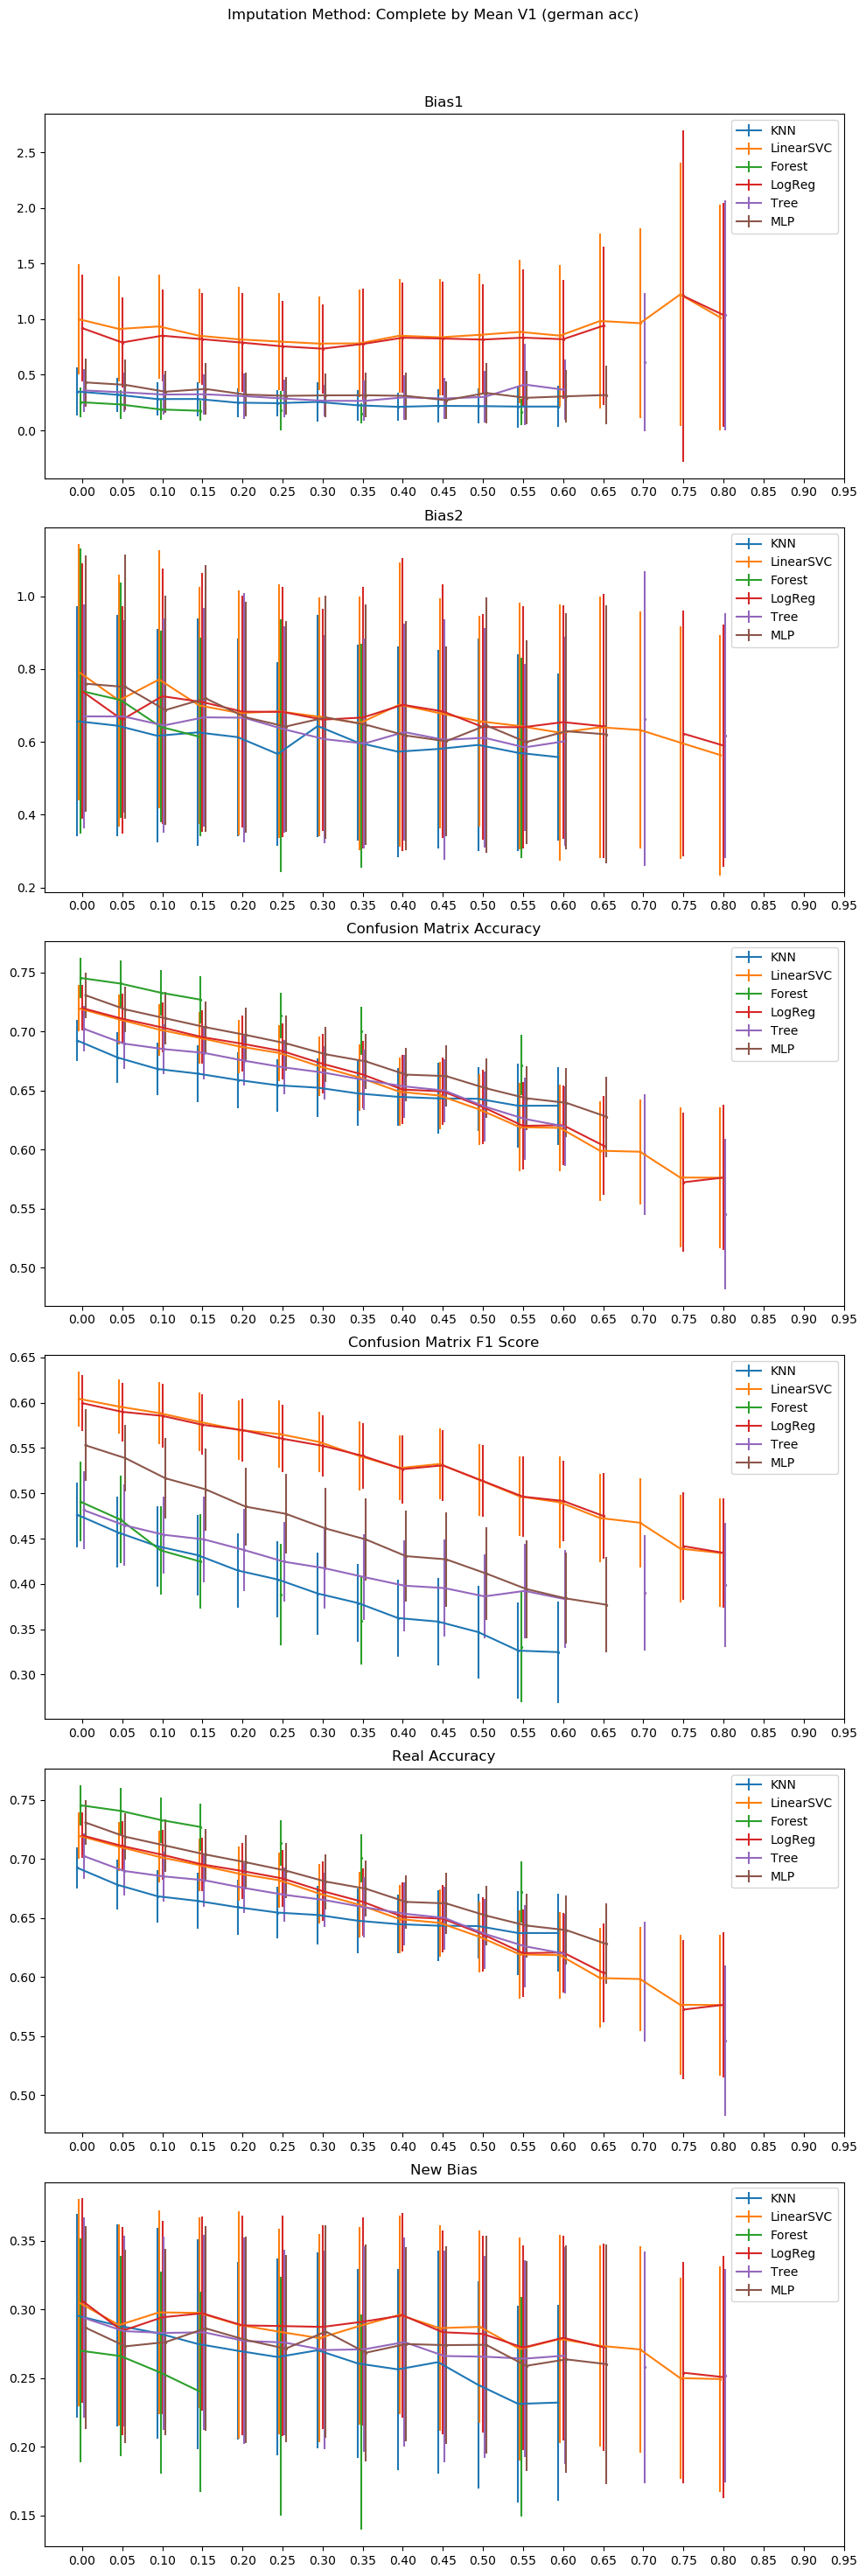 Imputation Method: Complete by Mean V1 (german acc)
Bias1
2.5
2.0
1.5
1.0
0.5
0.0
KNN
LinearSVC
Forest
LogReg
Tree
MLP
0.00 0.05 0.10 0.15 0.20 0.25 0.30 0.35 0.40 0.45 0.50 0.55 0.60 0.65 0.70 0.75 0.80 0.85 0.90 0.95
Bias2
1.0
0.8
0.6
0.4
0.2
KNN
LinearSVC
Forest
LogReg
Tree
MLP
0.00 0.05 0.10 0.15 0.20 0.25 0.30 0.35 0.40 0.45 0.50 0.55 0.60 0.65 0.70 0.75 0.80 0.85 0.90 0.95
Confusion Matrix Accuracy
0.75
0.70
0.65
0.60
0.55
0.50
KNN
LinearSVC
Forest
LogReg
Tree
MLP
0.00 0.05 0.10 0.15 0.20 0.25 0.30 0.35 0.40 0.45 0.50 0.55 0.60 0.65 0.70 0.75 0.80 0.85 0.90 0.95
Confusion Matrix F1 Score
0.65
0.60
0.55
0.50
0.45
0.40
0.35
0.30
KNN
LinearSVC
Forest
LogReg
Tree
MLP
0.00 0.05 0.10 0.15 0.20 0.25 0.30 0.35 0.40 0.45 0.50 0.55 0.60 0.65 0.70 0.75 0.80 0.85 0.90 0.95
Real Accuracy
0.75
0.70
0.65
0.60
0.55
0.50
KNN
LinearSVC
Forest
LogReg
Tree
MLP
0.00 0.05 0.10 0.15 0.20 0.25 0.30 0.35 0.40 0.45 0.50 0.55 0.60 0.65 0.70 0.75 0.80 0.85 0.90 0.95
New Bias
0.35
0.30
0.25
0.20
0.15
KNN
LinearSVC
Forest
LogReg
Tree
MLP
0.00 0.05 0.10 0.15 0.20 0.25 0.30 0.35 0.40 0.45 0.50 0.55 0.60 0.65 0.70 0.75 0.80 0.85 0.90 0.95